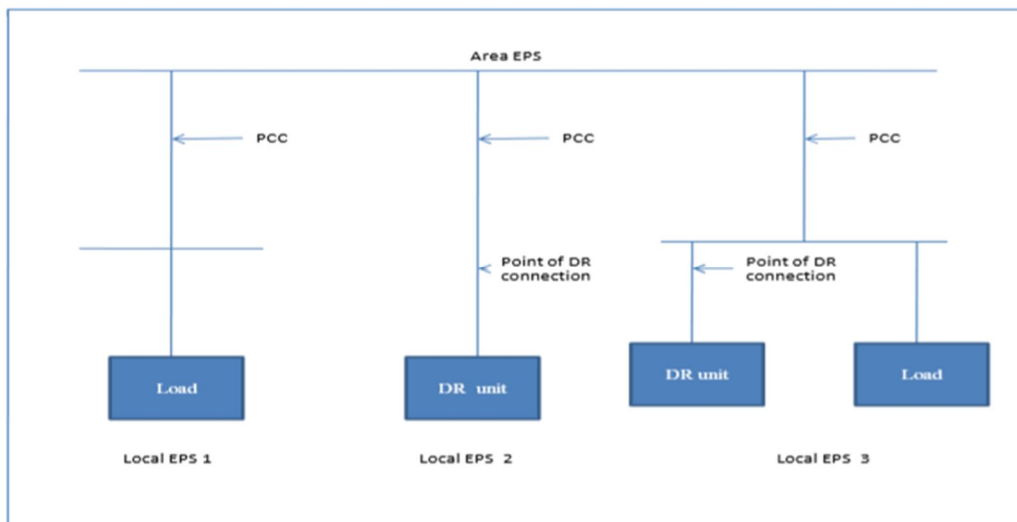 Area EPS
PCC
PCC
PCC
Point of DR
connection
Point of DR
connection
Load
DR unit
DR unit
Load
Local EPS 1
Local EPS 2
Local EPS 3